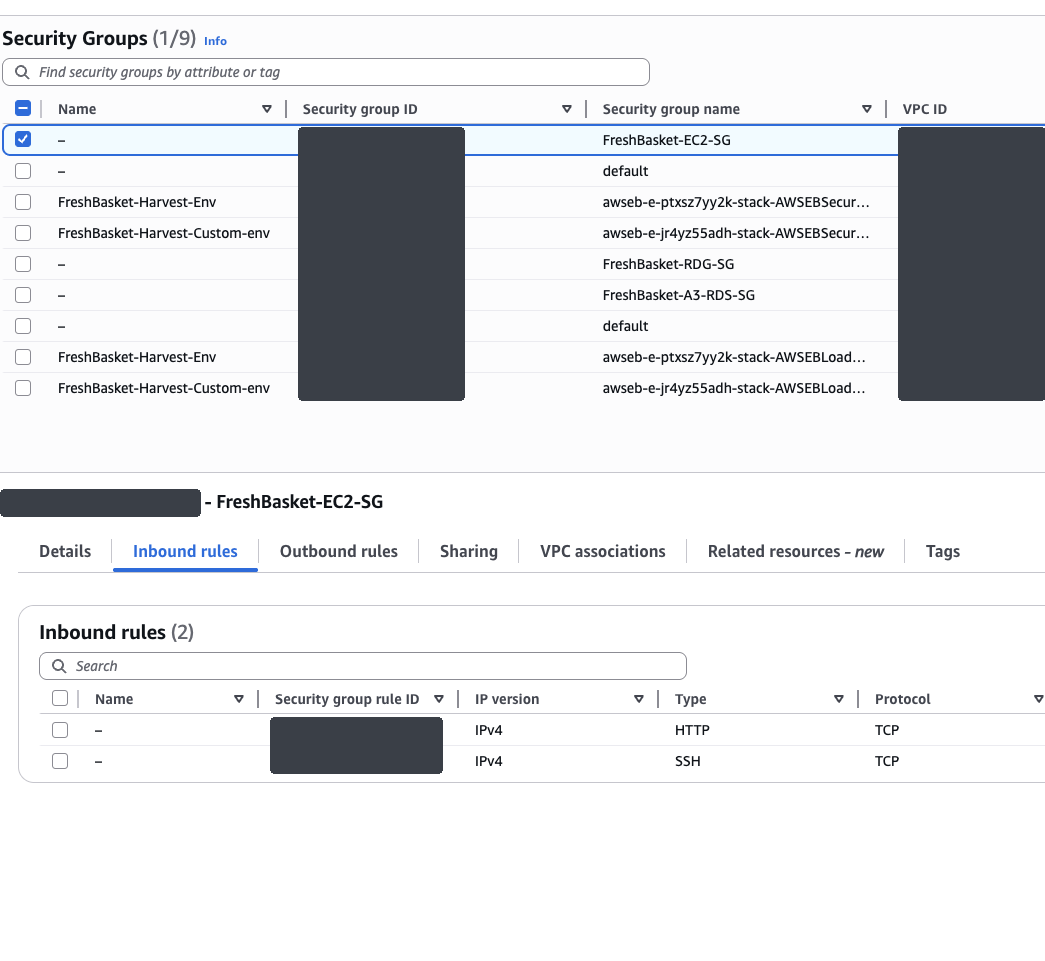 Security Groups (1/9) Info
Find security groups by attribute or tag
Name Security group ID Security group name VPC ID
– FreshBasket-EC2-SG
– default
FreshBasket-Harvest-Env awseb-e-ptxsz7yy2k-stack-AWSEBSecur...
FreshBasket-Harvest-Custom-env awseb-e-jr4yz55adh-stack-AWSEBSecur...
– FreshBasket-RDG-SG
– FreshBasket-A3-RDS-SG
– default
FreshBasket-Harvest-Env awseb-e-ptxsz7yy2k-stack-AWSEBLoad...
FreshBasket-Harvest-Custom-env awseb-e-jr4yz55adh-stack-AWSEBLoad...
- FreshBasket-EC2-SG
Details Inbound rules Outbound rules Sharing VPC associations Related resources - new Tags
Inbound rules (2)
Search
Name Security group rule ID IP version Type Protocol
– IPv4 HTTP TCP
– IPv4 SSH TCP